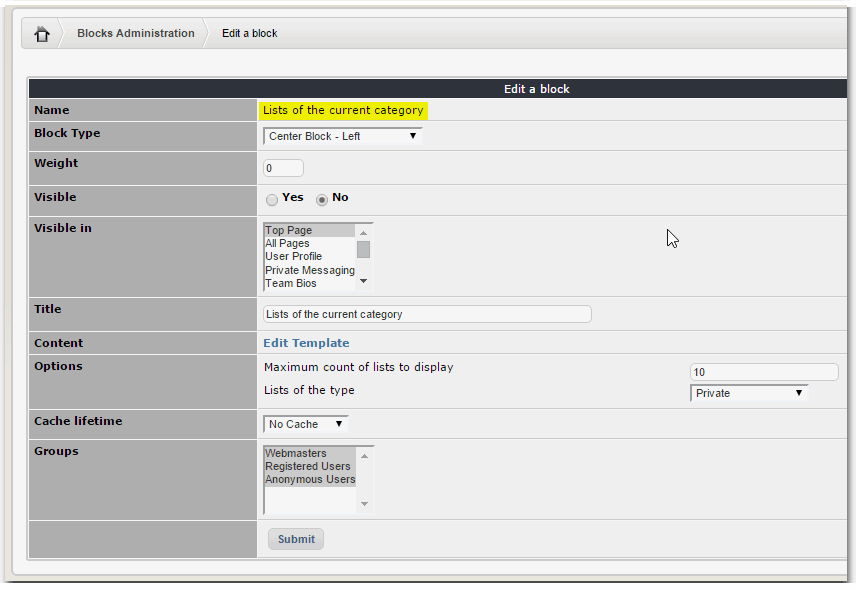 Blocks Administration Edit a block
Edit a block
Name Lists of the current category
Block Type Center Block - Left
Weight 0
Visible Yes No
Visible in Top Page
All Pages
User Profile
Private Messaging
Team Bios
Title Lists of the current category
Content Edit Template
Options Maximum count of lists to display 10
Lists of the type Private
Cache lifetime No Cache
Groups Webmasters
Registered Users
Anonymous Users
Submit